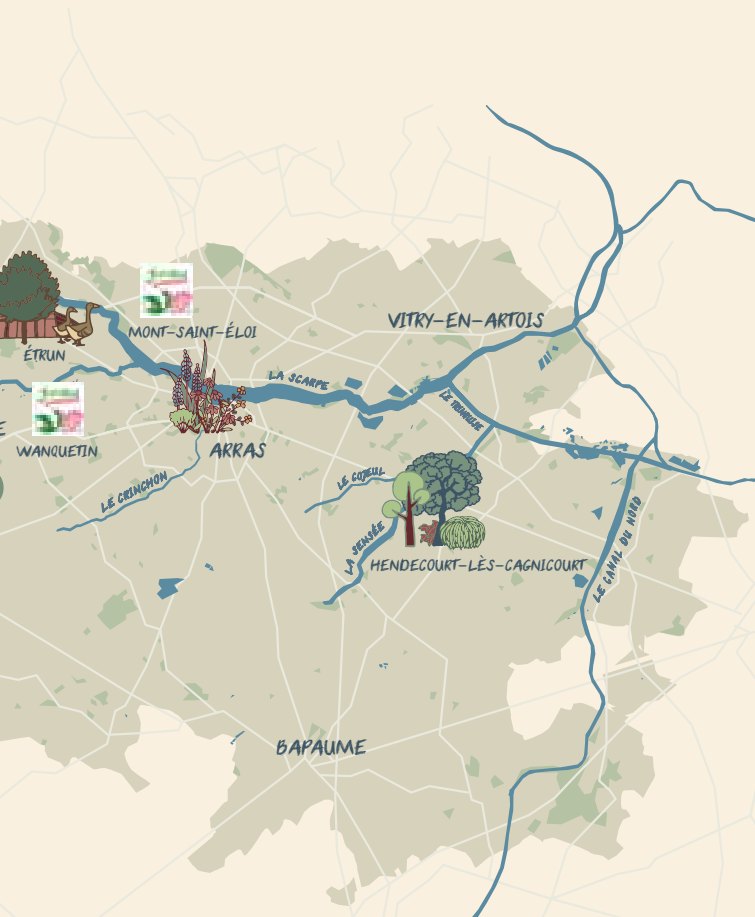 VITRY-EN-ARTOIS
MONT-SAINT-ÉLOI
ÉTRUN
LA SCARPE
LE TRINQUISE
E
WANQUETIN
ARRAS
LE COJEUL
LE CRINCHON
LA SENSÉE
LE CANAL DU NORD
HENDECOURT-LÈS-CAGNICOURT
BAPAUME